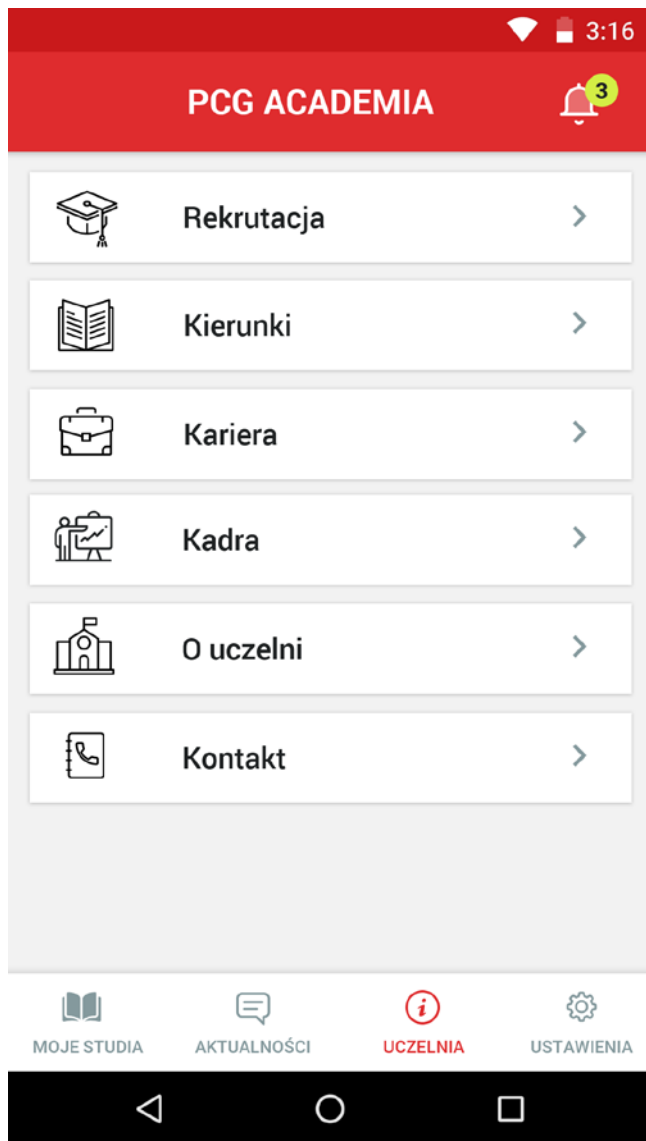 3:16
PCG ACADEMIA
3
Rekrutacja
Kierunki
Kariera
Kadra
O uczelni
Kontakt
MOJE STUDIA
AKTUALNOŚCI
UCZELNIA
USTAWIENIA